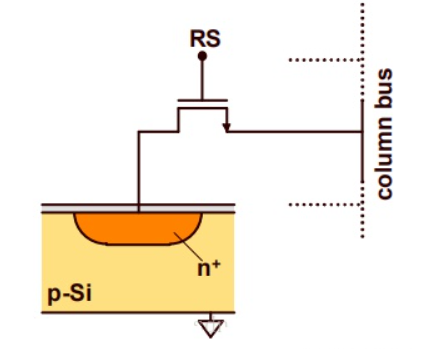 RS
column bus
n+
p-Si